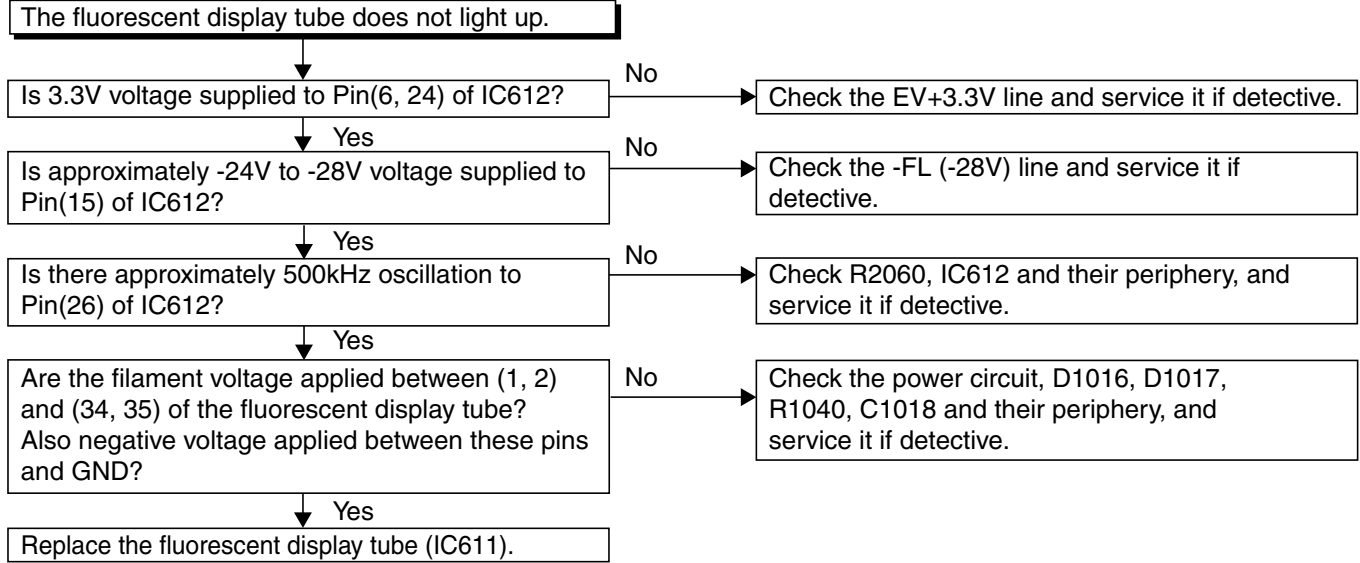 The fluorescent display tube does not light up.
Is 3.3V voltage supplied to Pin(6, 24) of IC612?
No
Check the EV+3.3V line and service it if detective.
Yes
Is approximately -24V to -28V voltage supplied to
Pin(15) of IC612?
No
Check the -FL (-28V) line and service it if
detective.
Yes
Is there approximately 500kHz oscillation to
Pin(26) of IC612?
No
Check R2060, IC612 and their periphery, and
service it if detective.
Yes
Are the filament voltage applied between (1, 2)
and (34, 35) of the fluorescent display tube?
Also negative voltage applied between these pins
and GND?
No
Check the power circuit, D1016, D1017,
R1040, C1018 and their periphery, and
service it if detective.
Yes
Replace the fluorescent display tube (IC611).